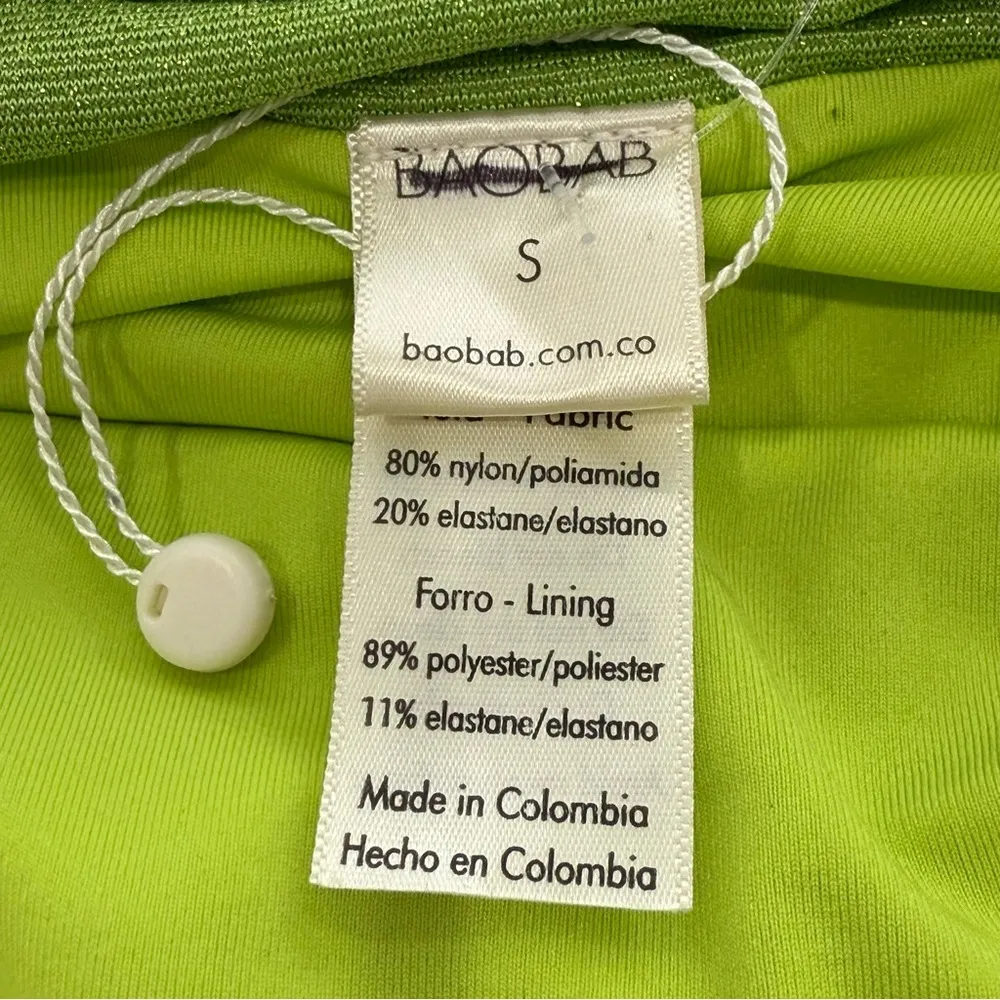 BAOBAB
S
baobab.com.co
Fabric
80% nylon/poliamida
20% elastane/elastano
Forro - Lining
89% polyester/poliester
11% elastane/elastano
Made in Colombia
Hecho en Colombia